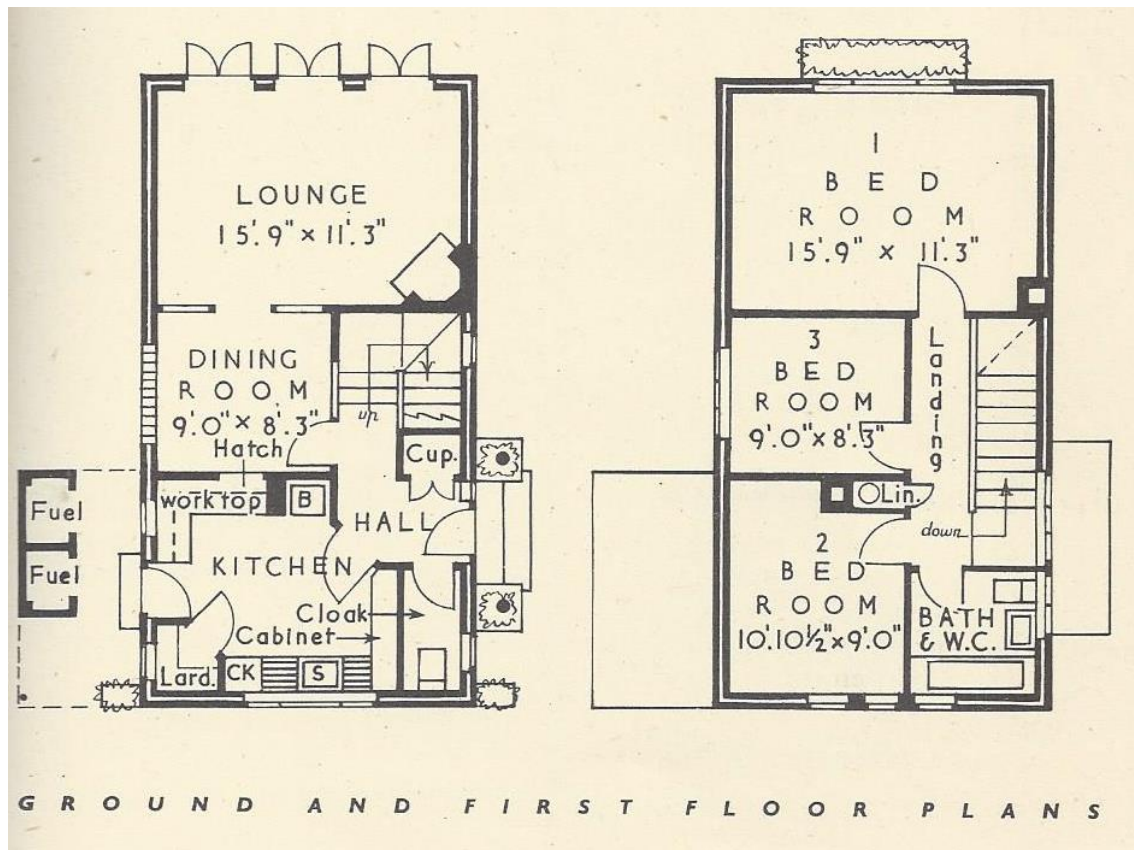 LOUNGE
15'.9" × 11'.3"
DINING
ROOM
9'.0" × 8'.3"
Hatch
up
Cup.
worktop
B
Fuel
Fuel
HALL
KITCHEN
Cloak
Cabinet
Lard.
CK
S
1
BED
ROOM
15'.9" × 11'.3"
3
BED
ROOM
9'.0" × 8'.3"
Landing
Lin.
down
2
BED
ROOM
10'.10½" × 9'.0"
BATH
& W.C.
GROUND AND FIRST FLOOR PLANS